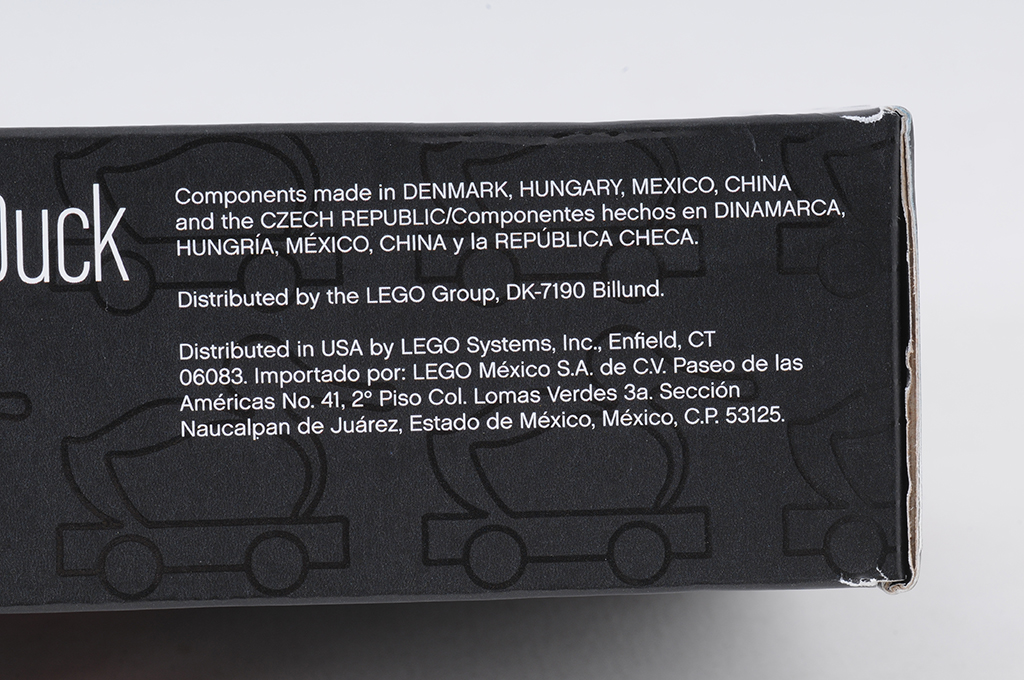 Duck
Components made in DENMARK, HUNGARY, MEXICO, CHINA
and the CZECH REPUBLIC/Componentes hechos en DINAMARCA,
HUNGRÍA, MÉXICO, CHINA y la REPÚBLICA CHECA.
Distributed by the LEGO Group, DK-7190 Billund.
Distributed in USA by LEGO Systems, Inc., Enfield, CT
06083. Importado por: LEGO México S.A. de C.V. Paseo de las
Américas No. 41, 2º Piso Col. Lomas Verdes 3a. Sección
Naucalpan de Juárez, Estado de México, México, C.P. 53125.